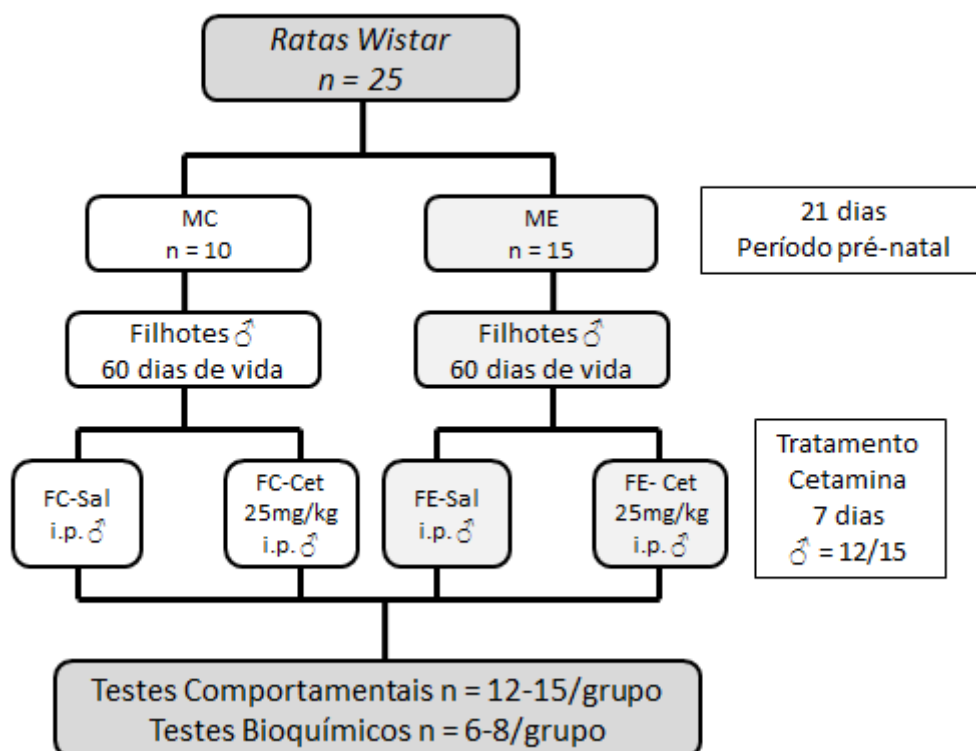 Ratas Wistar
n = 25
MC
n = 10
ME
n = 15
21 dias
Período pré-natal
Filhotes ♂
60 dias de vida
Filhotes ♂
60 dias de vida
FC-Sal
i.p. ♂
FC-Cet
25mg/kg
i.p. ♂
FE-Sal
i.p. ♂
FE- Cet
25mg/kg
i.p. ♂
Tratamento
Cetamina
7 dias
♂ = 12/15
Testes Comportamentais n = 12-15/grupo
Testes Bioquímicos n = 6-8/grupo